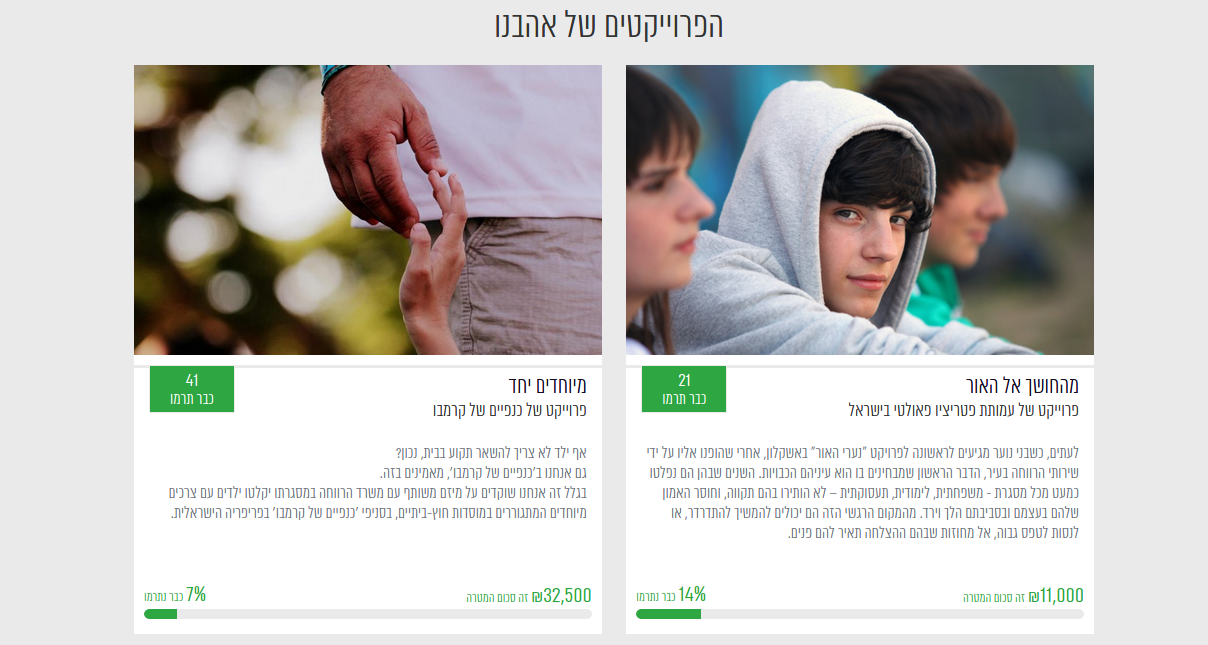 הפרוייקטים של אהבנו
מהחושך אל האור
פרוייקט של עמותת פטריציו פאולטי בישראל
21
כבר תרמו
לעתים, כשבני נוער מגיעים לראשונה לפרויקט "נערי האור" באשקלון, אחרי שהופנו אליו על ידי
שירותי הרווחה בעיר, הדבר הראשון שמבחינים בו הוא עיניהם הכבויות. השנים שבהן הם נפלטו
כמעט מכל מסגרת - משפחתית, לימודית, תעסוקתית – לא הותירו בהם תקווה, וחוסר האמון
שלהם בעצמם ובסביבתם הלך וירד. מהמקום הרגשי הזה הם יכולים להמשיך להתדרדר, או
לנסות לטפס גבוה, אל מחוזות שבהם ההצלחה תאיר להם פנים.
₪11,000 זה סכום המטרה
14% כבר נתרמו
מיוחדים יחד
פרוייקט של כנפיים של קרמבו
41
כבר תרמו
אף ילד לא צריך להשאר תקוע בבית, נכון?
גם אנחנו ב'כנפיים של קרמבו', מאמינים בזה.
בגלל זה אנחנו שוקדים על מיזם משותף עם משרד הרווחה במסגרתו יקלטו ילדים עם צרכים
מיוחדים המתגוררים במוסדות חוץ-ביתיים, בסניפי 'כנפיים של קרמבו' בפריפריה הישראלית.
₪32,500 זה סכום המטרה
7% כבר נתרמו